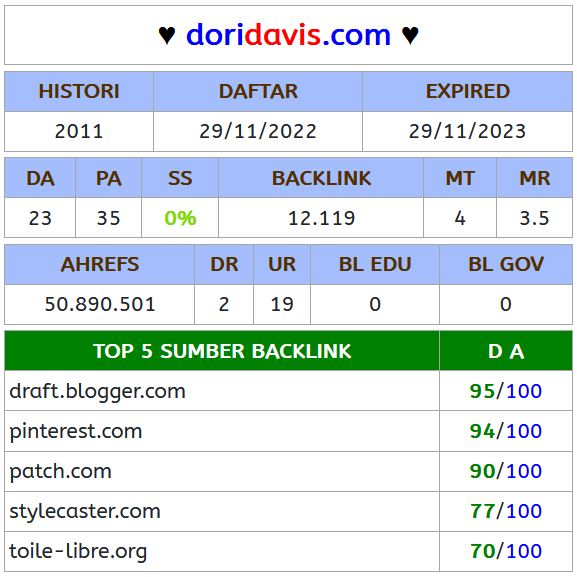 ♥ doridavis.com ♥
HISTORI DAFTAR EXPIRED
2011 29/11/2022 29/11/2023
DA PA SS BACKLINK MT MR
23 35 0% 12.119 4 3.5
AHREFS DR UR BL EDU BL GOV
50.890.501 2 19 0 0
TOP 5 SUMBER BACKLINK D A
draft.blogger.com 95/100
pinterest.com 94/100
patch.com 90/100
stylecaster.com 77/100
toile-libre.org 70/100